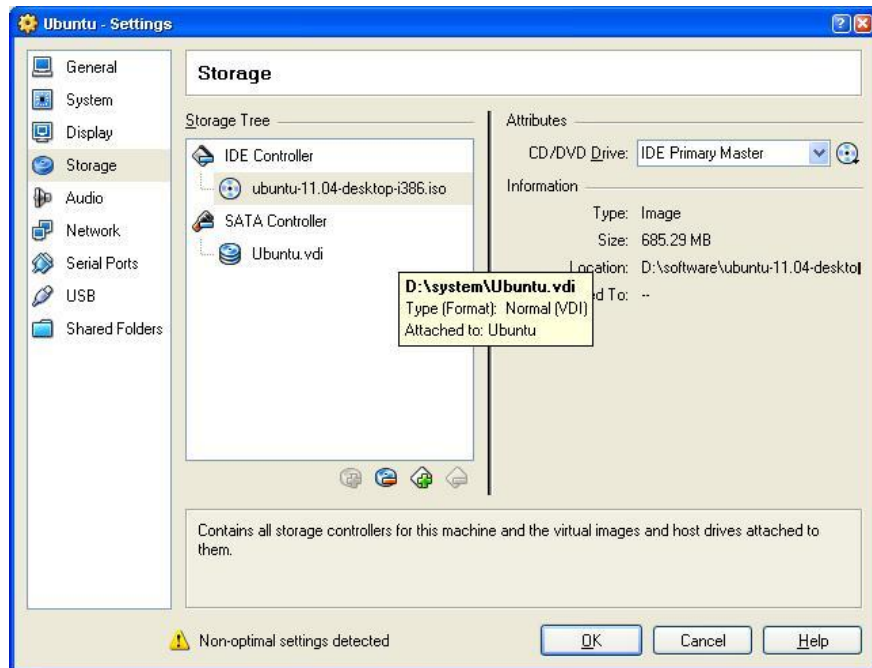 Ubuntu - Settings
General
System
Display
Storage
Audio
Network
Serial Ports
USB
Shared Folders
Storage
Storage Tree
IDE Controller
ubuntu-11.04-desktop-i386.iso
SATA Controller
Ubuntu.vdi
D:\system\Ubuntu.vdi
Type (Format): Normal (VDI)
Attached to: Ubuntu
Attributes
CD/DVD Drive: IDE Primary Master
Information
Type: Image
Size: 685.29 MB
Location: D:\software\ubuntu-11.04-deskto
ed To: --
Contains all storage controllers for this machine and the virtual images and host drives attached to
them.
Non-optimal settings detected
OK
Cancel
Help